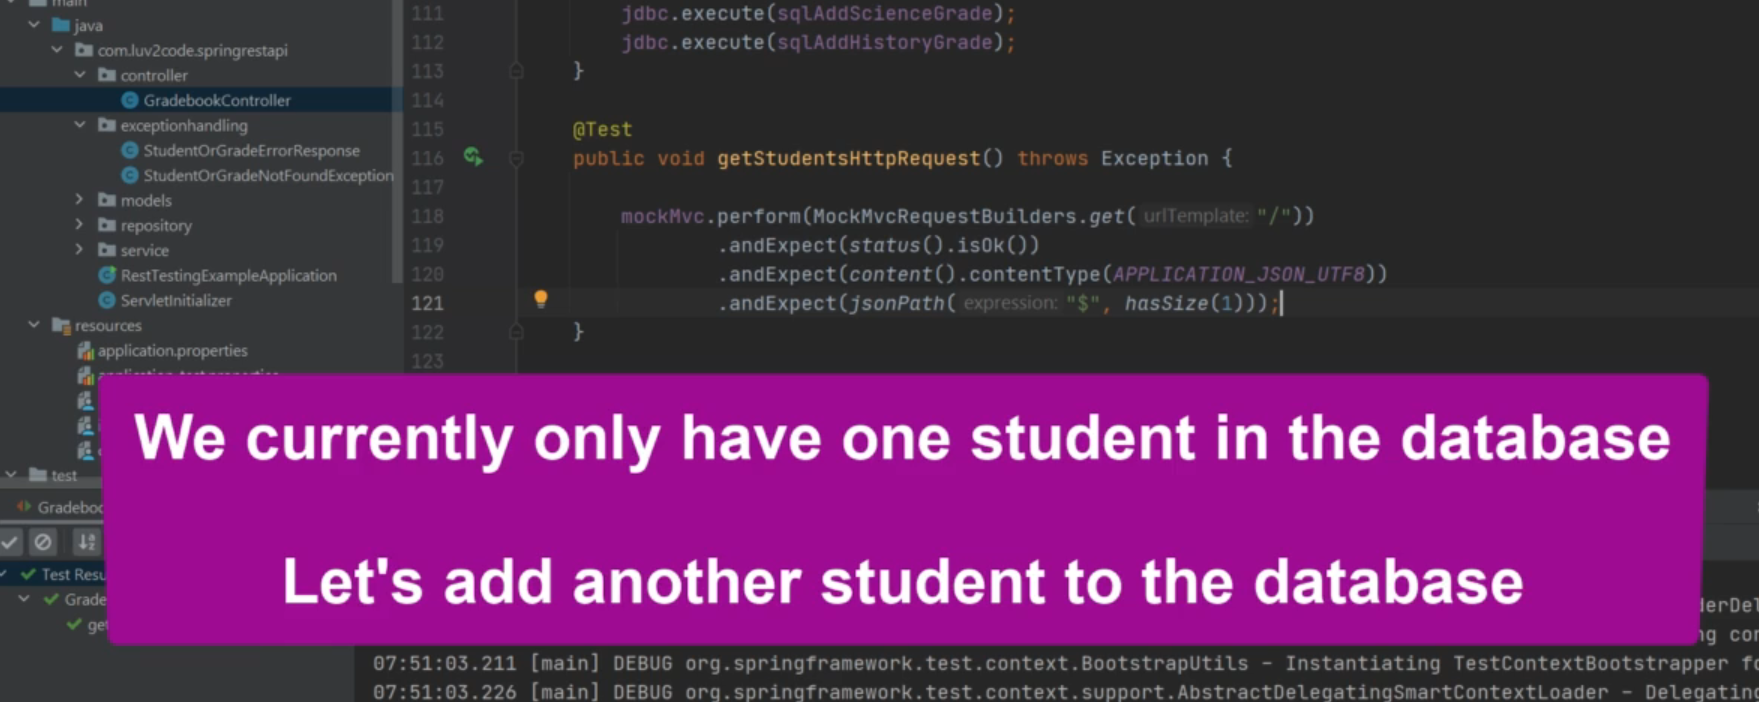 main
java
com.luv2code.springrestapi
controller
GradebookController
exceptionhandling
StudentOrGradeErrorResponse
StudentOrGradeNotFoundException
models
repository
service
RestTestingExampleApplication
ServletInitializer
resources
application.properties
test
111 jdbc.execute(sqlAddScienceGrade);
112 jdbc.execute(sqlAddHistoryGrade);
113 }
114
115 @Test
116 public void getStudentsHttpRequest() throws Exception {
117
118 mockMvc.perform(MockMvcRequestBuilders.get( urlTemplate: "/"))
119 .andExpect(status().isOk())
120 .andExpect(content().contentType(APPLICATION_JSON_UTF8))
121 .andExpect(jsonPath( expression: "$", hasSize(1)));
122 }
123
We currently only have one student in the database
Let's add another student to the database
Gradeboo
Test Resu
Grade
get
07:51:03.211 [main] DEBUG org.springframework.test.context.BootstrapUtils - Instantiating TestContextBootstrapper fo
07:51:03.226 [main] DEBUG org.springframework.test.context.support.AbstractDelegatingSmartContextLoader - Delegating